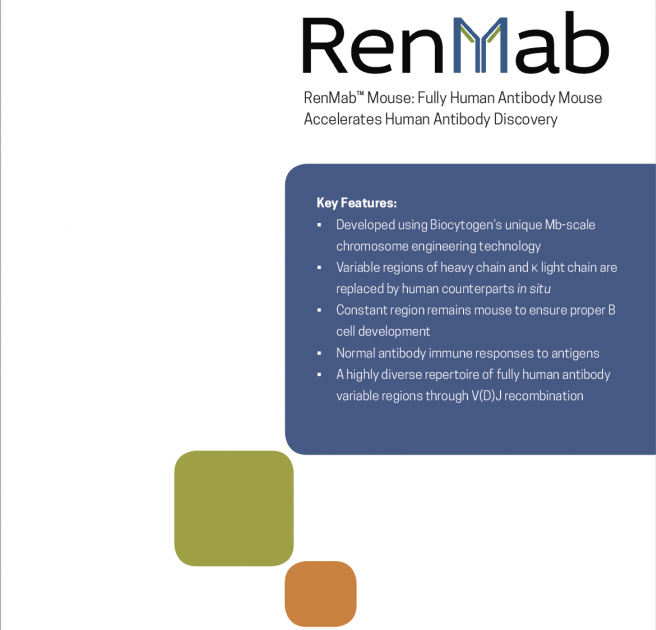 RenMab
RenMab™ Mouse: Fully Human Antibody Mouse
Accelerates Human Antibody Discovery
Key Features:
▪ Developed using Biocytogen's unique Mb-scale
chromosome engineering technology
▪ Variable regions of heavy chain and κ light chain are
replaced by human counterparts in situ
▪ Constant region remains mouse to ensure proper B
cell development
▪ Normal antibody immune responses to antigens
▪ A highly diverse repertoire of fully human antibody
variable regions through V(D)J recombination